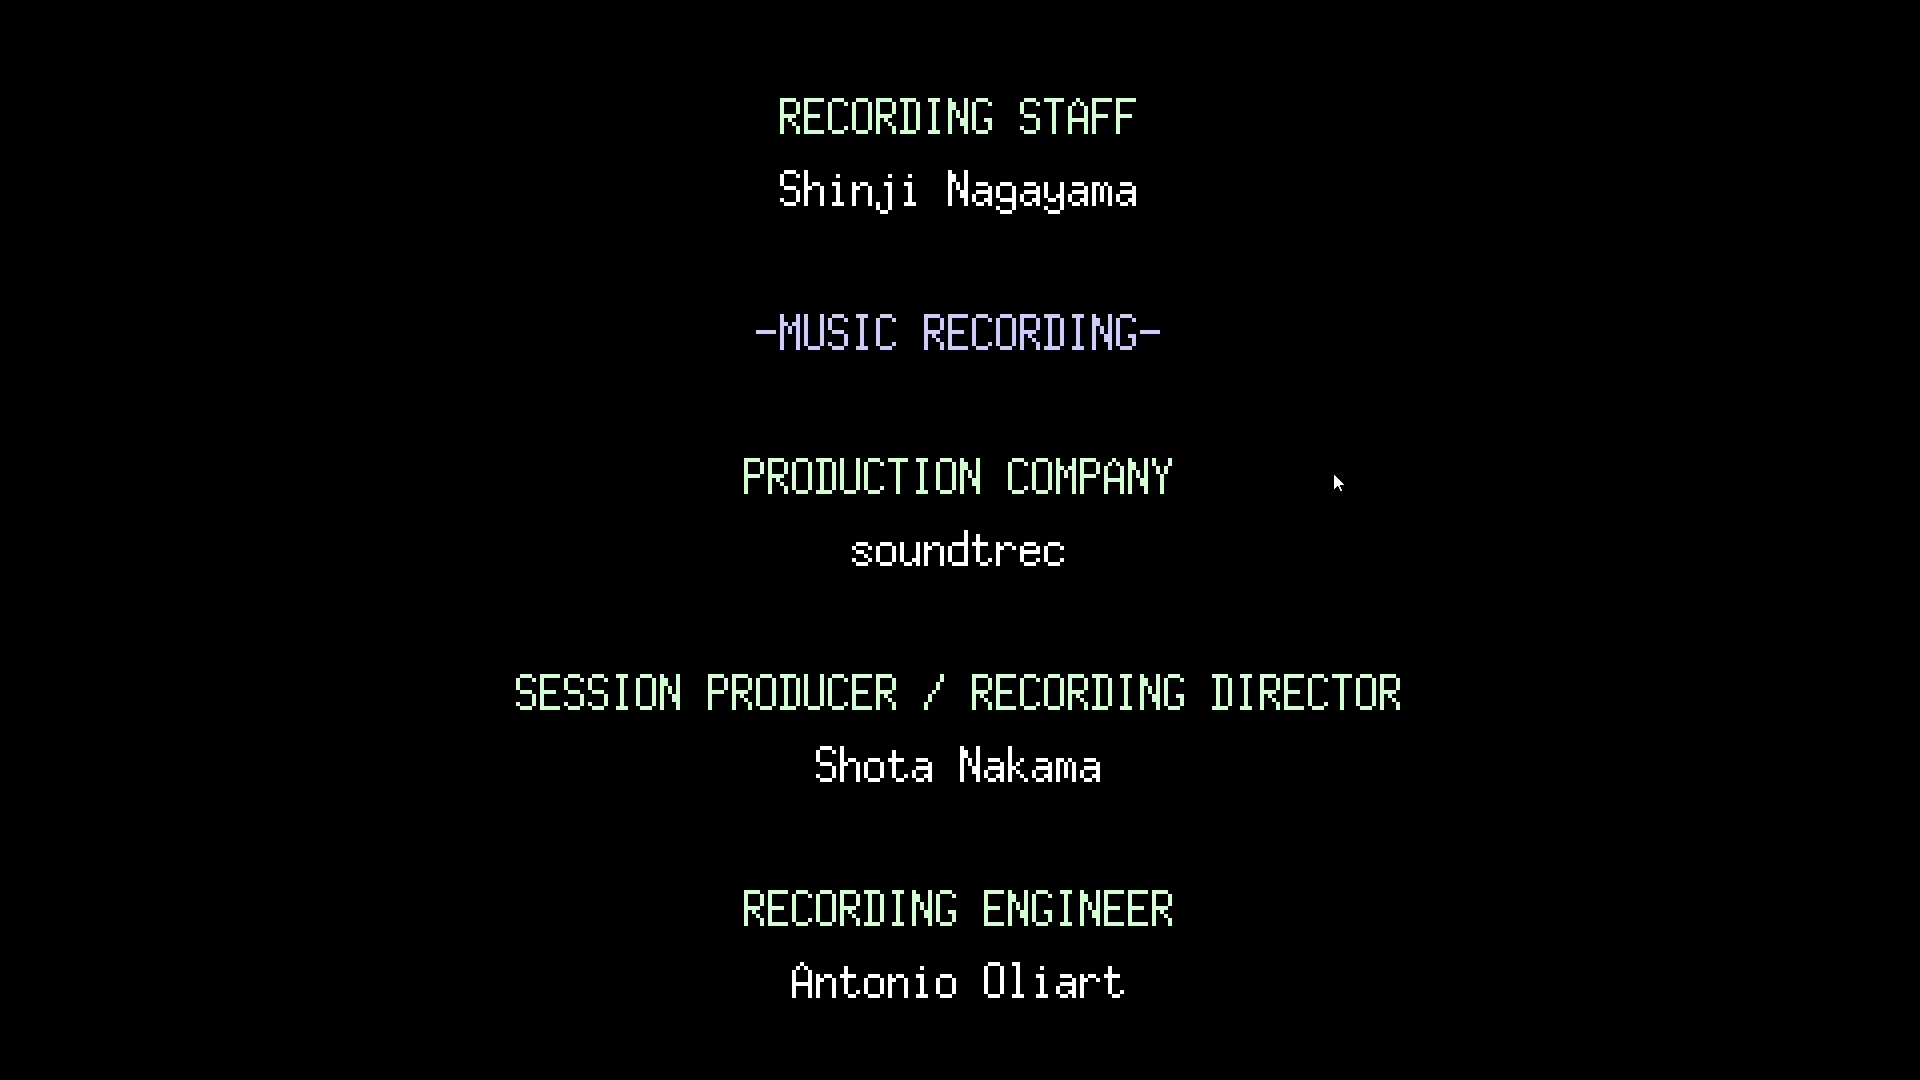 RECORDING STAFF
Shinji Nagayama
-MUSIC RECORDING-
PRODUCTION COMPANY
soundtrec
SESSION PRODUCER / RECORDING DIRECTOR
Shota Nakama
RECORDING ENGINEER
Antonio Oliart